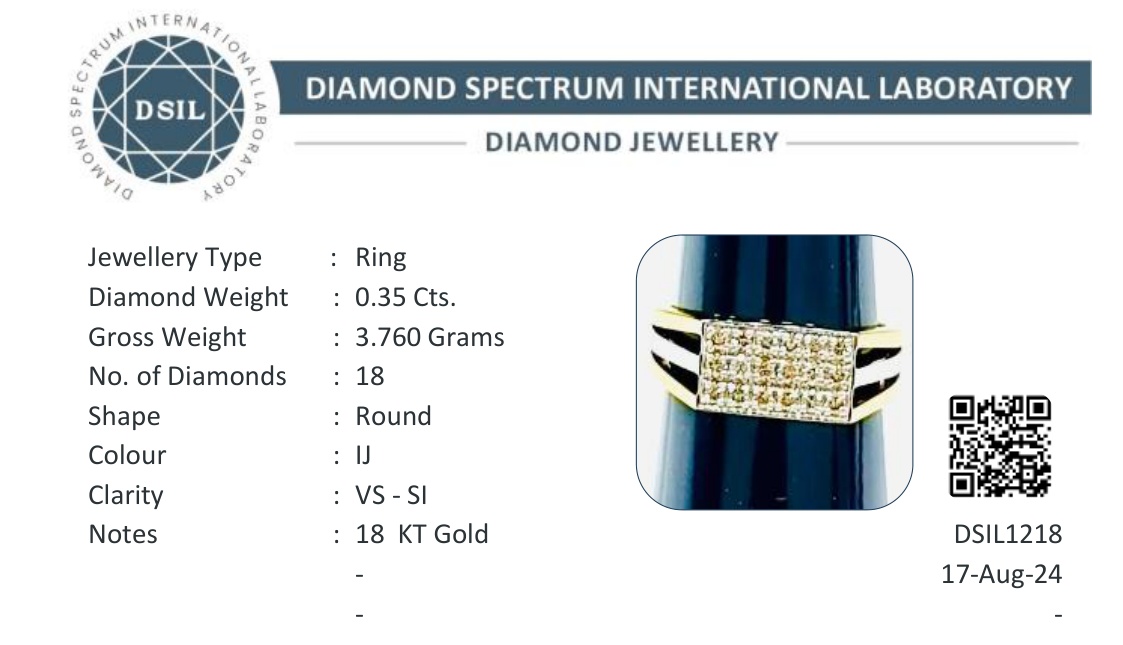 DIAMOND SPECTRUM INTERNATIONAL LABORATORY
DSIL
DIAMOND SPECTRUM INTERNATIONAL LABORATORY
DIAMOND JEWELLERY
Jewellery Type : Ring
Diamond Weight : 0.35 Cts.
Gross Weight : 3.760 Grams
No. of Diamonds : 18
Shape : Round
Colour : IJ
Clarity : VS - SI
Notes : 18 KT Gold
DSIL1218
-
17-Aug-24
-
-